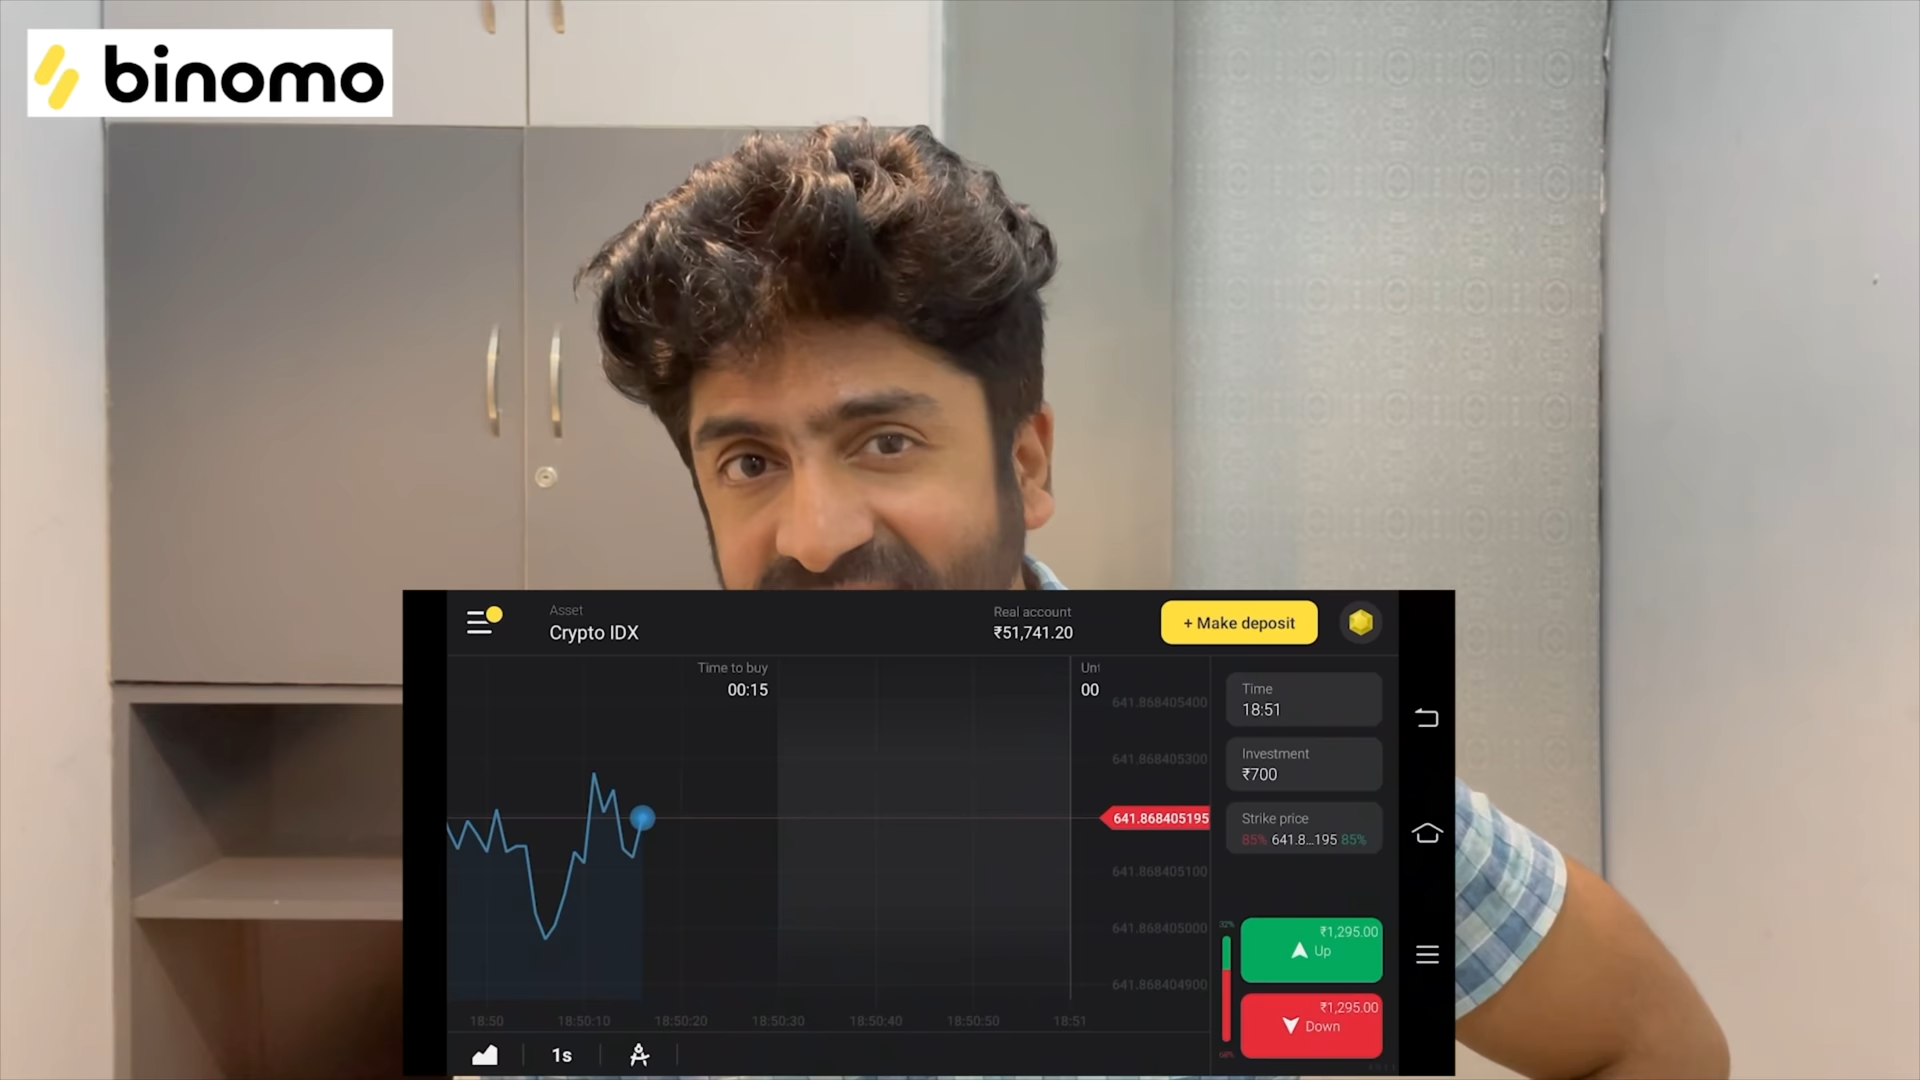 binomo
Asset
Crypto IDX
Real account
₹51,741.20
+ Make deposit
Time to buy
00:15
Unt
00
641.868405400
641.868405300
641.868405195
641.868405100
641.868405000
641.868404900
Time
18:51
Investment
₹700
Strike price
85% 641.8...195 85%
32%
₹1,295.00
Up
₹1,295.00
Down
68%
18:50 18:50:10 18:50:20 18:50:30 18:50:40 18:50:50 18:51
1s